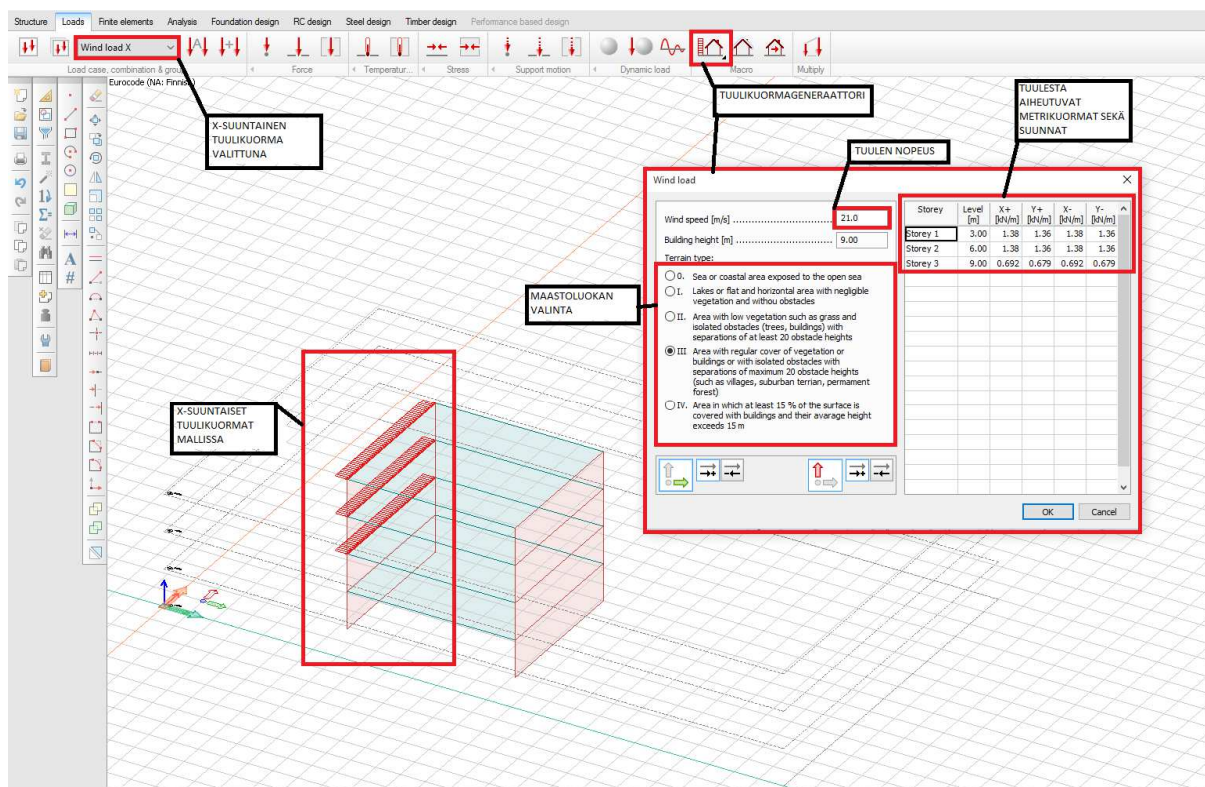 Structure Loads Finite elements Analysis Foundation design RC design Steel design Timber design Performance based design
Wind load X
Load case, combination & group Force Temperatur... Stress Support motion Dynamic load Macro Multiply
Eurocode (NA: Finnish)
X-SUUNTAINEN
TUULIKUORMA
VALITTUNA
TUULIKUORMAGENERAATTORI
TUULESTA
AIHEUTUVAT
METRIKUORMAT SEKÄ
SUUNNAT
TUULEN NOPEUS
Wind load
Wind speed [m/s] 21.0
Building height [m] 9.00
Terrain type:
0. Sea or coastal area exposed to the open sea
I. Lakes or flat and horizontal area with negligible
vegetation and withou obstacles
II. Area with low vegetation such as grass and
isolated obstacles (trees, buildings) with
separations of at least 20 obstacle heights
III Area with regular cover of vegetation or
buildings or with isolated obstacles with
separations of maximum 20 obstacle heights
(such as villages, suburban terrian, permament
forest)
IV. Area in which at least 15 % of the surface is
covered with buildings and their avarage height
exceeds 15 m
Storey Level X+ Y+ X- Y-
[m] [kN/m] [kN/m] [kN/m] [kN/m]
Storey 1 3.00 1.38 1.36 1.38 1.36
Storey 2 6.00 1.38 1.36 1.38 1.36
Storey 3 9.00 0.692 0.679 0.692 0.679
OK Cancel
MAASTOLUOKAN
VALINTA
X-SUUNTAISET
TUULIKUORMAT
MALLISSA